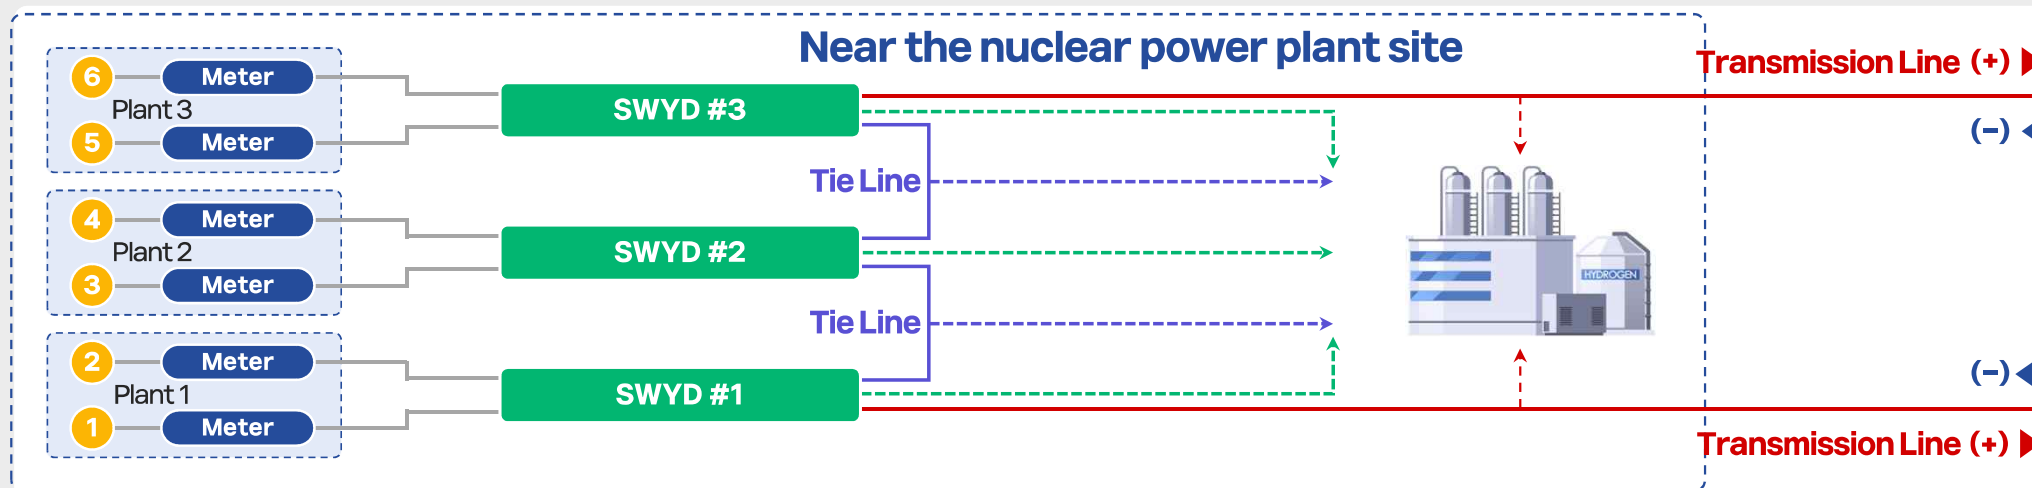 Near the nuclear power plant site
Transmission Line (+)
6 Meter
Plant 3
5 Meter
SWYD #3
(−)
Tie Line
4 Meter
Plant 2
3 Meter
SWYD #2
HYDROGEN
Tie Line
2 Meter
Plant 1
1 Meter
SWYD #1
(−)
Transmission Line (+)